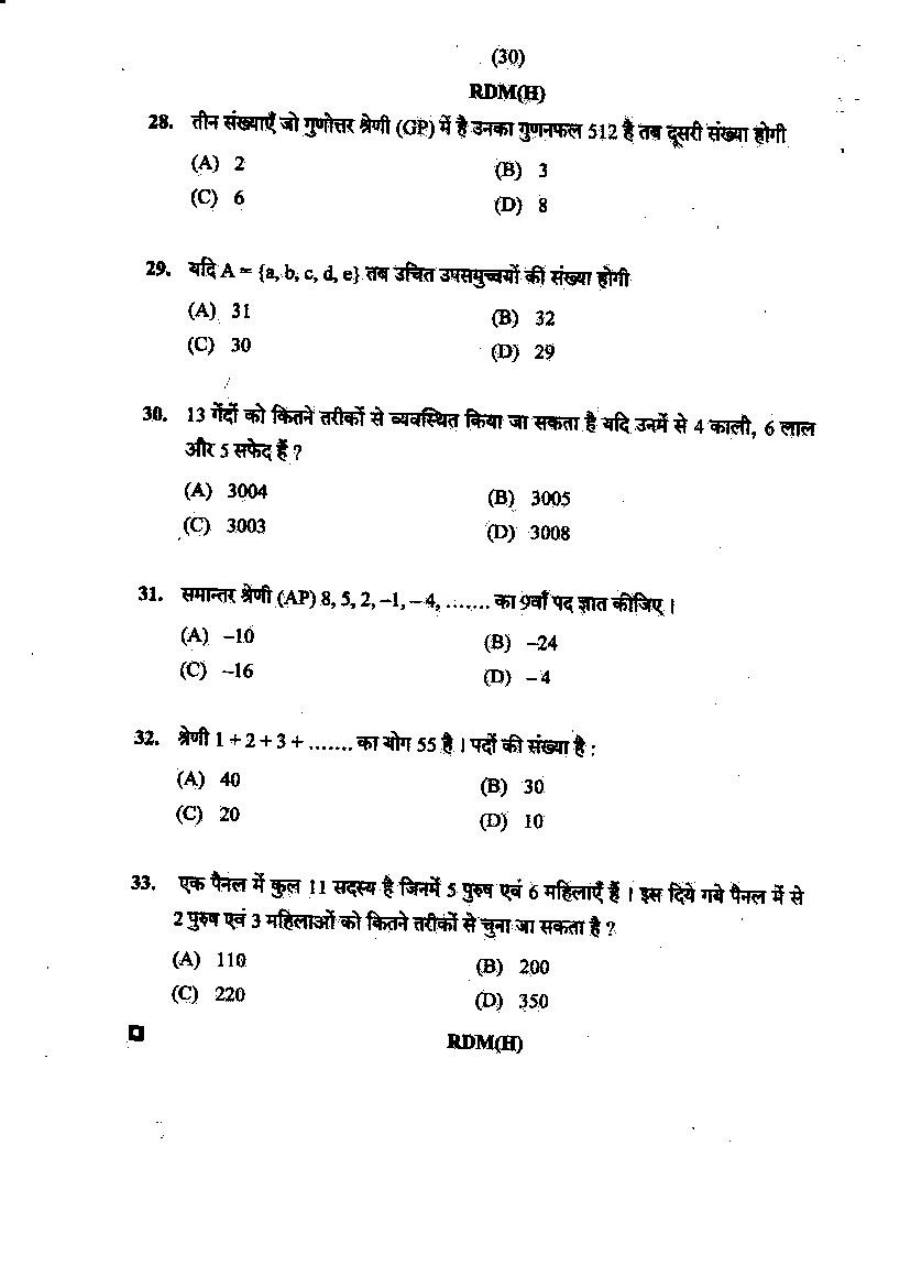 (30)
RDM(H)
28. तीन संख्याएँ जो गुणोत्तर श्रेणी (GP) में है उनका गुणनफल 512 है तब दूसरी संख्या होगी
(A) 2 (B) 3
(C) 6 (D) 8
29. यदि A = {a, b, c, d, e} तब उचित उपसमुच्चयों की संख्या होगी
(A) 31 (B) 32
(C) 30 (D) 29
30. 13 गेंदों को कितने तरीकों से व्यवस्थित किया जा सकता है यदि उनमें से 4 काली, 6 लाल
और 5 सफेद हैं ?
(A) 3004 (B) 3005
(C) 3003 (D) 3008
31. समान्तर श्रेणी (AP) 8, 5, 2, –1, – 4, ....... का 9वाँ पद ज्ञात कीजिए ।
(A) –10 (B) –24
(C) –16 (D) – 4
32. श्रेणी 1 + 2 + 3 + ....... का योग 55 है । पदों की संख्या है :
(A) 40 (B) 30
(C) 20 (D) 10
33. एक पैनल में कुल 11 सदस्य है जिनमें 5 पुरुष एवं 6 महिलाएँ हैं । इस दिये गये पैनल में से
2 पुरुष एवं 3 महिलाओं को कितने तरीकों से चुना जा सकता है ?
(A) 110 (B) 200
(C) 220 (D) 350
RDM(H)